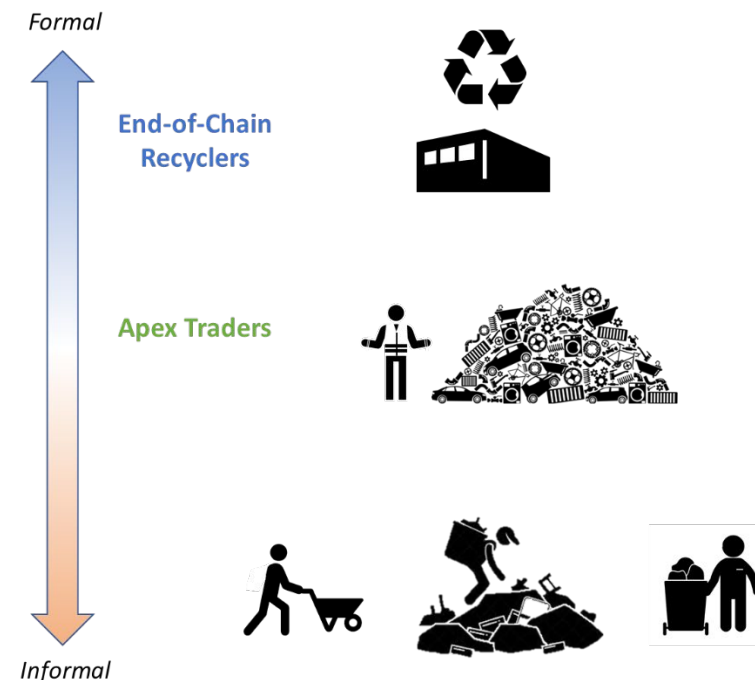 Formal
End-of-Chain
Recyclers
Apex Traders
Informal